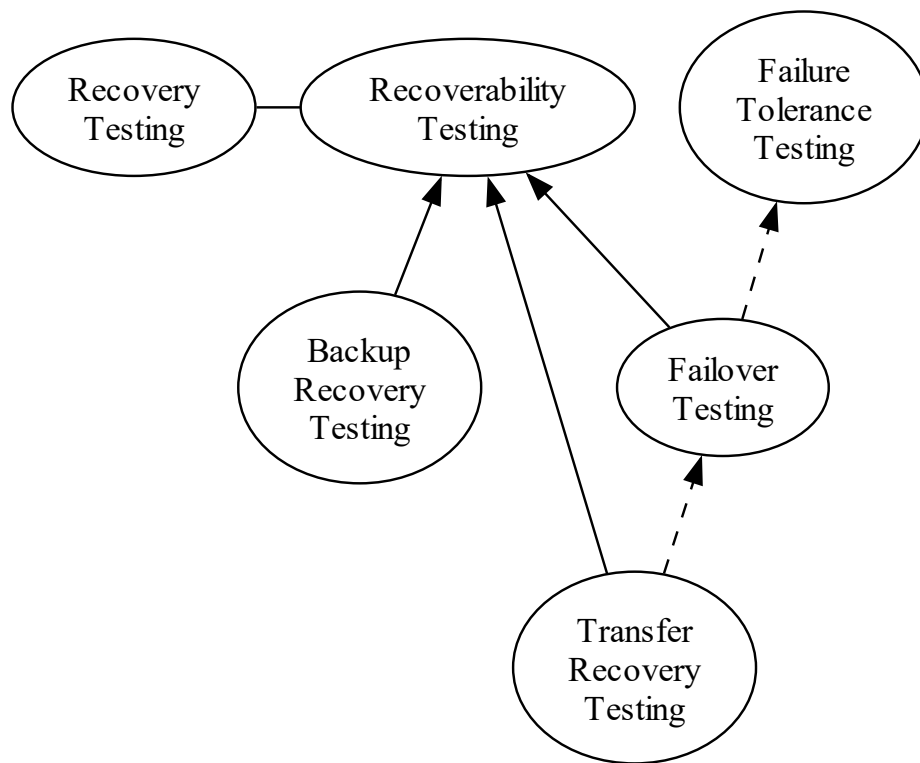 Recovery
Testing
Recoverability
Testing
Failure
Tolerance
Testing
Backup
Recovery
Testing
Failover
Testing
Transfer
Recovery
Testing